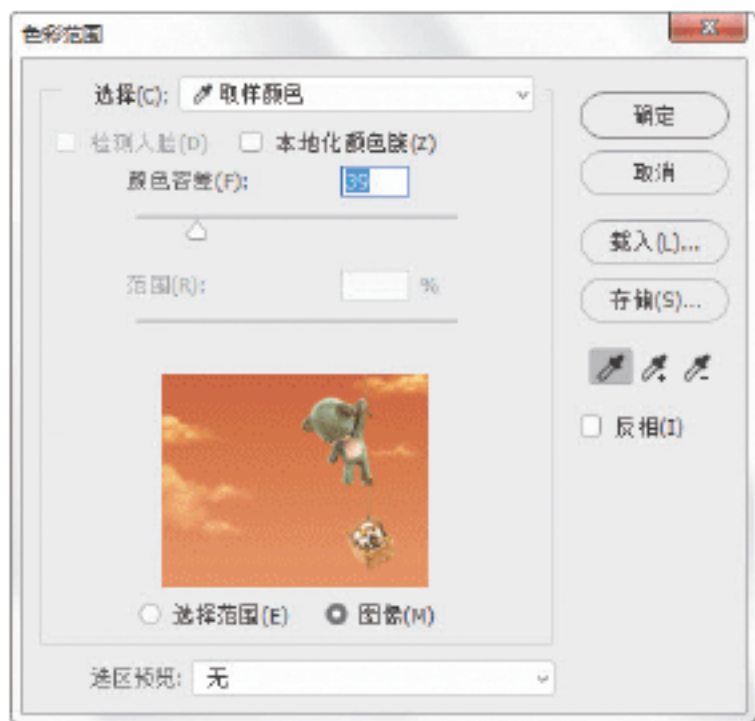 色彩范围
选择(C): 取样颜色
检测人脸(D) 本地化颜色簇(Z)
颜色容差(F): 39
范围(R): %
选择范围(E) 图像(M)
选区预览: 无
确定
取消
载入(L)...
存储(S)...
反相(I)